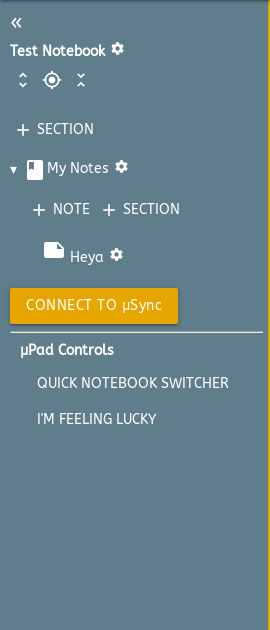 «
Test Notebook
+ SECTION
My Notes
+ NOTE + SECTION
Heya
CONNECT TO µSync
µPad Controls
QUICK NOTEBOOK SWITCHER
I'M FEELING LUCKY